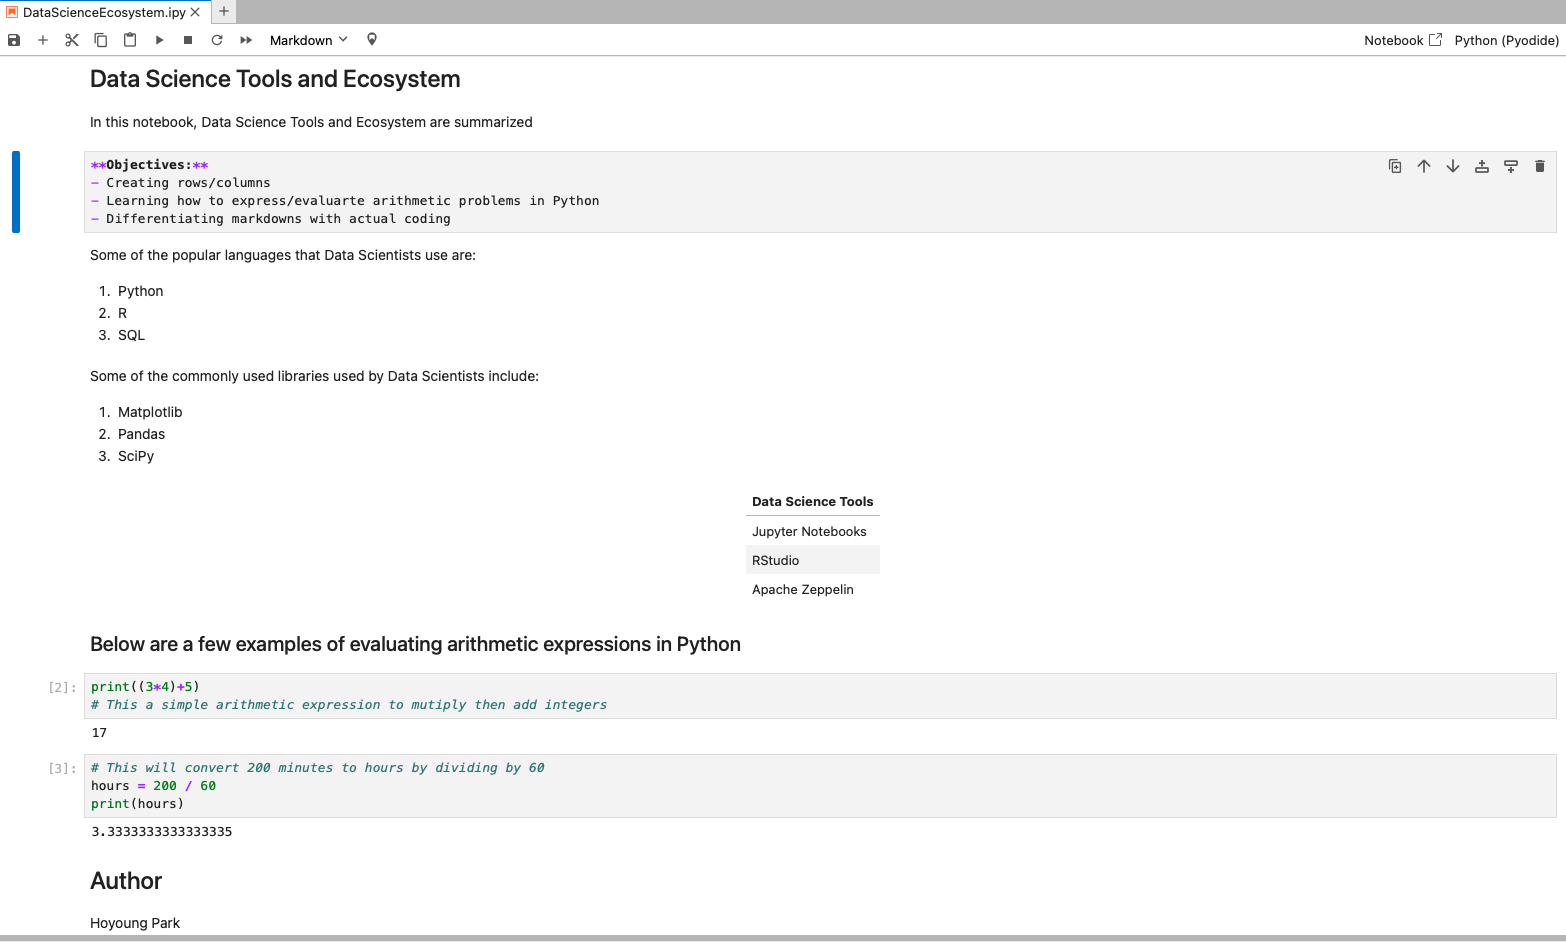 DataScienceEcosystem.ipy
Markdown
Notebook
Python (Pyodide)
Data Science Tools and Ecosystem
In this notebook, Data Science Tools and Ecosystem are summarized
**Objectives:**
- Creating rows/columns
- Learning how to express/evaluarte arithmetic problems in Python
- Differentiating markdowns with actual coding
Some of the popular languages that Data Scientists use are:
1. Python
2. R
3. SQL
Some of the commonly used libraries used by Data Scientists include:
1. Matplotlib
2. Pandas
3. SciPy
Data Science Tools
Jupyter Notebooks
RStudio
Apache Zeppelin
Below are a few examples of evaluating arithmetic expressions in Python
[2]: print((3*4)+5)
# This a simple arithmetic expression to mutiply then add integers
17
[3]: # This will convert 200 minutes to hours by dividing by 60
hours = 200 / 60
print(hours)
3.3333333333333335
Author
Hoyoung Park